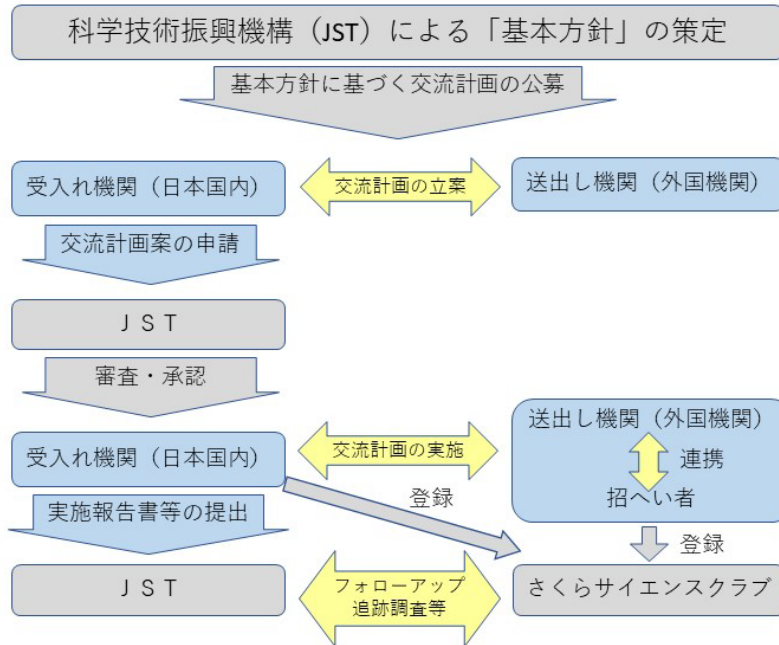 科学技術振興機構（JST）による「基本方針」の策定
基本方針に基づく交流計画の公募
受入れ機関（日本国内）
交流計画の立案
送出し機関（外国機関）
交流計画案の申請
ＪＳＴ
審査・承認
受入れ機関（日本国内）
交流計画の実施
送出し機関（外国機関）
連携
招へい者
実施報告書等の提出
登録
登録
ＪＳＴ
フォローアップ
追跡調査等
さくらサイエンスクラブ